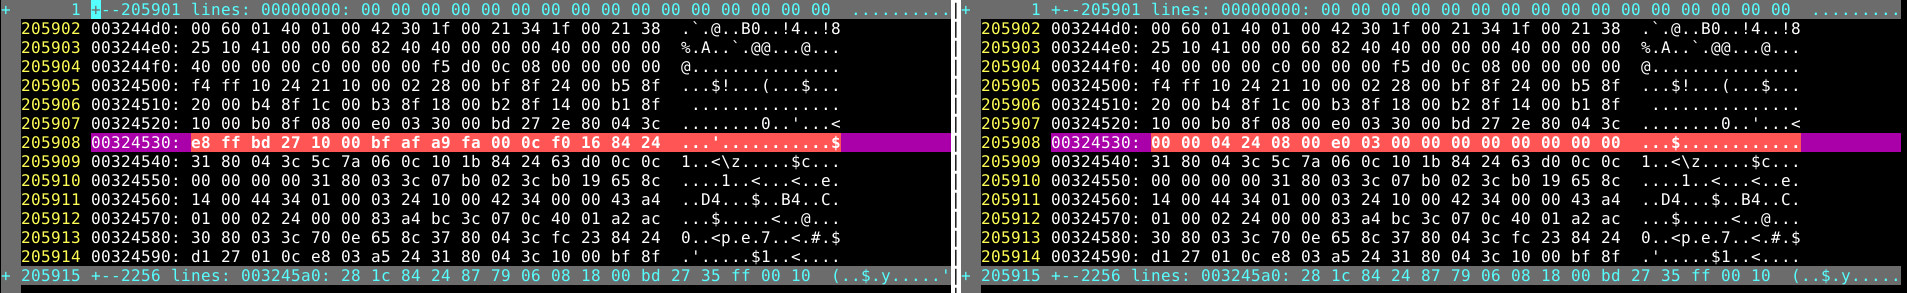 + 1 +--205901 lines: 00000000: 00 00 00 00 00 00 00 00 00 00 00 00 00 00 00 00 ..........
205902 003244d0: 00 60 01 40 01 00 42 30 1f 00 21 34 1f 00 21 38 .`.@..B0..!4..!8
205903 003244e0: 25 10 41 00 00 60 82 40 40 00 00 00 40 00 00 00 %.A..`.@@...@...
205904 003244f0: 40 00 00 00 c0 00 00 00 f5 d0 0c 08 00 00 00 00 @...............
205905 00324500: f4 ff 10 24 21 10 00 02 28 00 bf 8f 24 00 b5 8f ...$!...(...$...
205906 00324510: 20 00 b4 8f 1c 00 b3 8f 18 00 b2 8f 14 00 b1 8f ...............
205907 00324520: 10 00 b0 8f 08 00 e0 03 30 00 bd 27 2e 80 04 3c ........0..'...<
205908 00324530: e8 ff bd 27 10 00 bf af a9 fa 00 0c f0 16 84 24 ...'...........$
205909 00324540: 31 80 04 3c 5c 7a 06 0c 10 1b 84 24 63 d0 0c 0c 1..<\z.....$c...
205910 00324550: 00 00 00 00 31 80 03 3c 07 b0 02 3c b0 19 65 8c ....1..<...<..e.
205911 00324560: 14 00 44 34 01 00 03 24 10 00 42 34 00 00 43 a4 ..D4...$..B4..C.
205912 00324570: 01 00 02 24 00 00 83 a4 bc 3c 07 0c 40 01 a2 ac ...$.....<..@...
205913 00324580: 30 80 03 3c 70 0e 65 8c 37 80 04 3c fc 23 84 24 0..<p.e.7..<.#.$
205914 00324590: d1 27 01 0c e8 03 a5 24 31 80 04 3c 10 00 bf 8f .'.....$1..<....
+ 205915 +--2256 lines: 003245a0: 28 1c 84 24 87 79 06 08 18 00 bd 27 35 ff 00 10 (..$.y.....'
+ 1 +--205901 lines: 00000000: 00 00 00 00 00 00 00 00 00 00 00 00 00 00 00 00 .........
205902 003244d0: 00 60 01 40 01 00 42 30 1f 00 21 34 1f 00 21 38 .`.@..B0..!4..!8
205903 003244e0: 25 10 41 00 00 60 82 40 40 00 00 00 40 00 00 00 %.A..`.@@...@...
205904 003244f0: 40 00 00 00 c0 00 00 00 f5 d0 0c 08 00 00 00 00 @...............
205905 00324500: f4 ff 10 24 21 10 00 02 28 00 bf 8f 24 00 b5 8f ...$!...(...$...
205906 00324510: 20 00 b4 8f 1c 00 b3 8f 18 00 b2 8f 14 00 b1 8f ...............
205907 00324520: 10 00 b0 8f 08 00 e0 03 30 00 bd 27 2e 80 04 3c ........0..'...<
205908 00324530: 00 00 04 24 08 00 e0 03 00 00 00 00 00 00 00 00 ...$............
205909 00324540: 31 80 04 3c 5c 7a 06 0c 10 1b 84 24 63 d0 0c 0c 1..<\z.....$c...
205910 00324550: 00 00 00 00 31 80 03 3c 07 b0 02 3c b0 19 65 8c ....1..<...<..e.
205911 00324560: 14 00 44 34 01 00 03 24 10 00 42 34 00 00 43 a4 ..D4...$..B4..C.
205912 00324570: 01 00 02 24 00 00 83 a4 bc 3c 07 0c 40 01 a2 ac ...$.....<..@...
205913 00324580: 30 80 03 3c 70 0e 65 8c 37 80 04 3c fc 23 84 24 0..<p.e.7..<.#.$
205914 00324590: d1 27 01 0c e8 03 a5 24 31 80 04 3c 10 00 bf 8f .'.....$1..<....
+ 205915 +--2256 lines: 003245a0: 28 1c 84 24 87 79 06 08 18 00 bd 27 35 ff 00 10 (..$.y.....